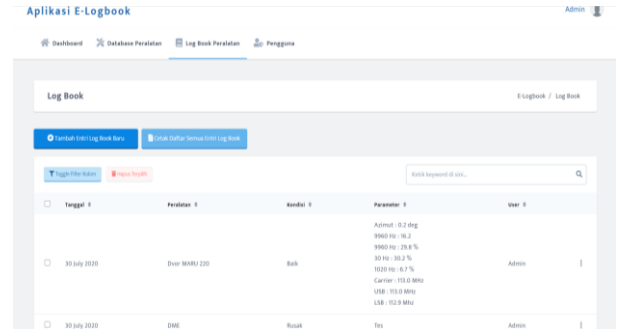 Aplikasi E-Logbook
Admin
Dashboard Database Peralatan Log Book Peralatan Pengguna
Log Book
E-Logbook / Log Book
Tambah Entri Log Book Baru Cetak Daftar Semua Entri Log Book
Toggle Filter Kolom Hapus Terpilih Ketik keyword di sini...
Tanggal Peralatan Kondisi Parameter User
Azimut : 0.2 deg
9960 Hz : 16.2
9960 Hz : 29.8 %
30 Hz : 30.2 %
30 July 2020 Dvor MARU 220 Baik 1020 Hz : 6.7 % Admin
Carrier : 113.0 MHz
USB : 113.0 MHz
LSB : 112.9 MHz
30 July 2020 DME Rusak Tes Admin